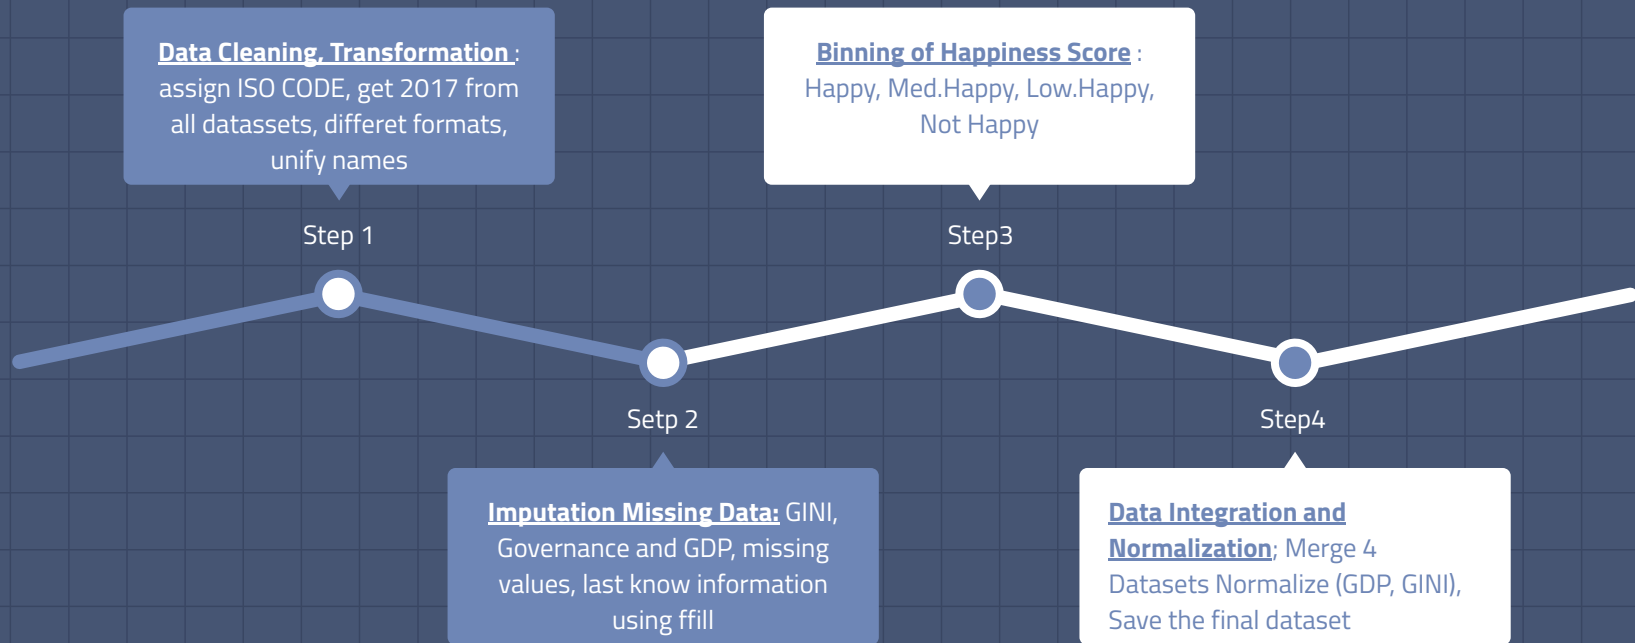 Data Cleaning, Transformation :
assign ISO CODE, get 2017 from
all datassets, differet formats,
unify names
Step 1
Setp 2
Imputation Missing Data: GINI,
Governance and GDP, missing
values, last know information
using ffill
Binning of Happiness Score :
Happy, Med.Happy, Low.Happy,
Not Happy
Step3
Step4
Data Integration and
Normalization; Merge 4
Datasets Normalize (GDP, GINI),
Save the final dataset